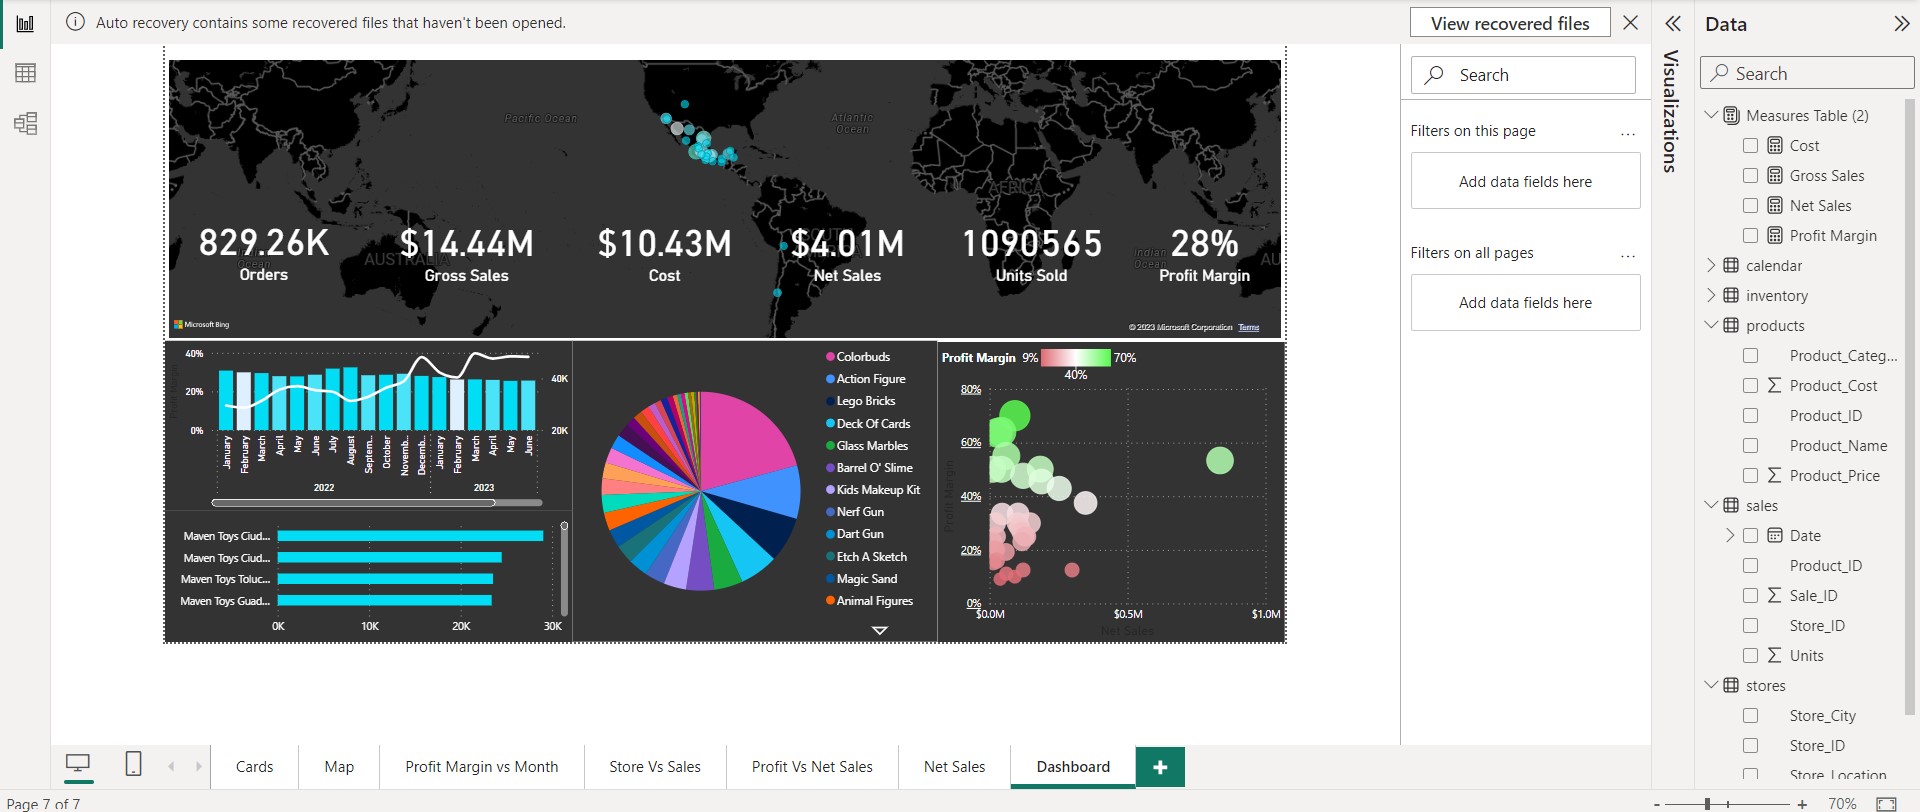 Auto recovery contains some recovered files that haven't been opened.
View recovered files
Pacific Ocean
Atlantic
Ocean
AFRICA
829.26K
Orders
$14.44M
Gross Sales
$10.43M
Cost
$4.01M
Net Sales
1090565
Units Sold
28%
Profit Margin
AUSTRALIA
Indian
Ocean
AU
Microsoft Bing
© 2023 Microsoft Corporation Terms
40%
20%
0%
40K
20K
January
February
March
April
May
June
July
August
Septem...
October
Novemb...
Decemb...
January
February
March
April
May
June
2022
2023
Maven Toys Ciud...
Maven Toys Ciud...
Maven Toys Toluc...
Maven Toys Guad...
0K 10K 20K 30K
Colorbuds
Action Figure
Lego Bricks
Deck Of Cards
Glass Marbles
Barrel O' Slime
Kids Makeup Kit
Nerf Gun
Dart Gun
Etch A Sketch
Magic Sand
Animal Figures
Profit Margin 9% 70%
40%
80%
60%
40%
20%
0%
Profit Margin
$0.0M $0.5M $1.0M
Net Sales
Search
Filters on this page ...
Add data fields here
Filters on all pages ...
Add data fields here
Visualizations
Data
Search
Measures Table (2)
Cost
Gross Sales
Net Sales
Profit Margin
calendar
inventory
products
Product_Categ...
Product_Cost
Product_ID
Product_Name
Product_Price
sales
Date
Product_ID
Sale_ID
Store_ID
Units
stores
Store_City
Store_ID
Store_Location
Cards
Map
Profit Margin vs Month
Store Vs Sales
Profit Vs Net Sales
Net Sales
Dashboard
Page 7 of 7
- + 70%